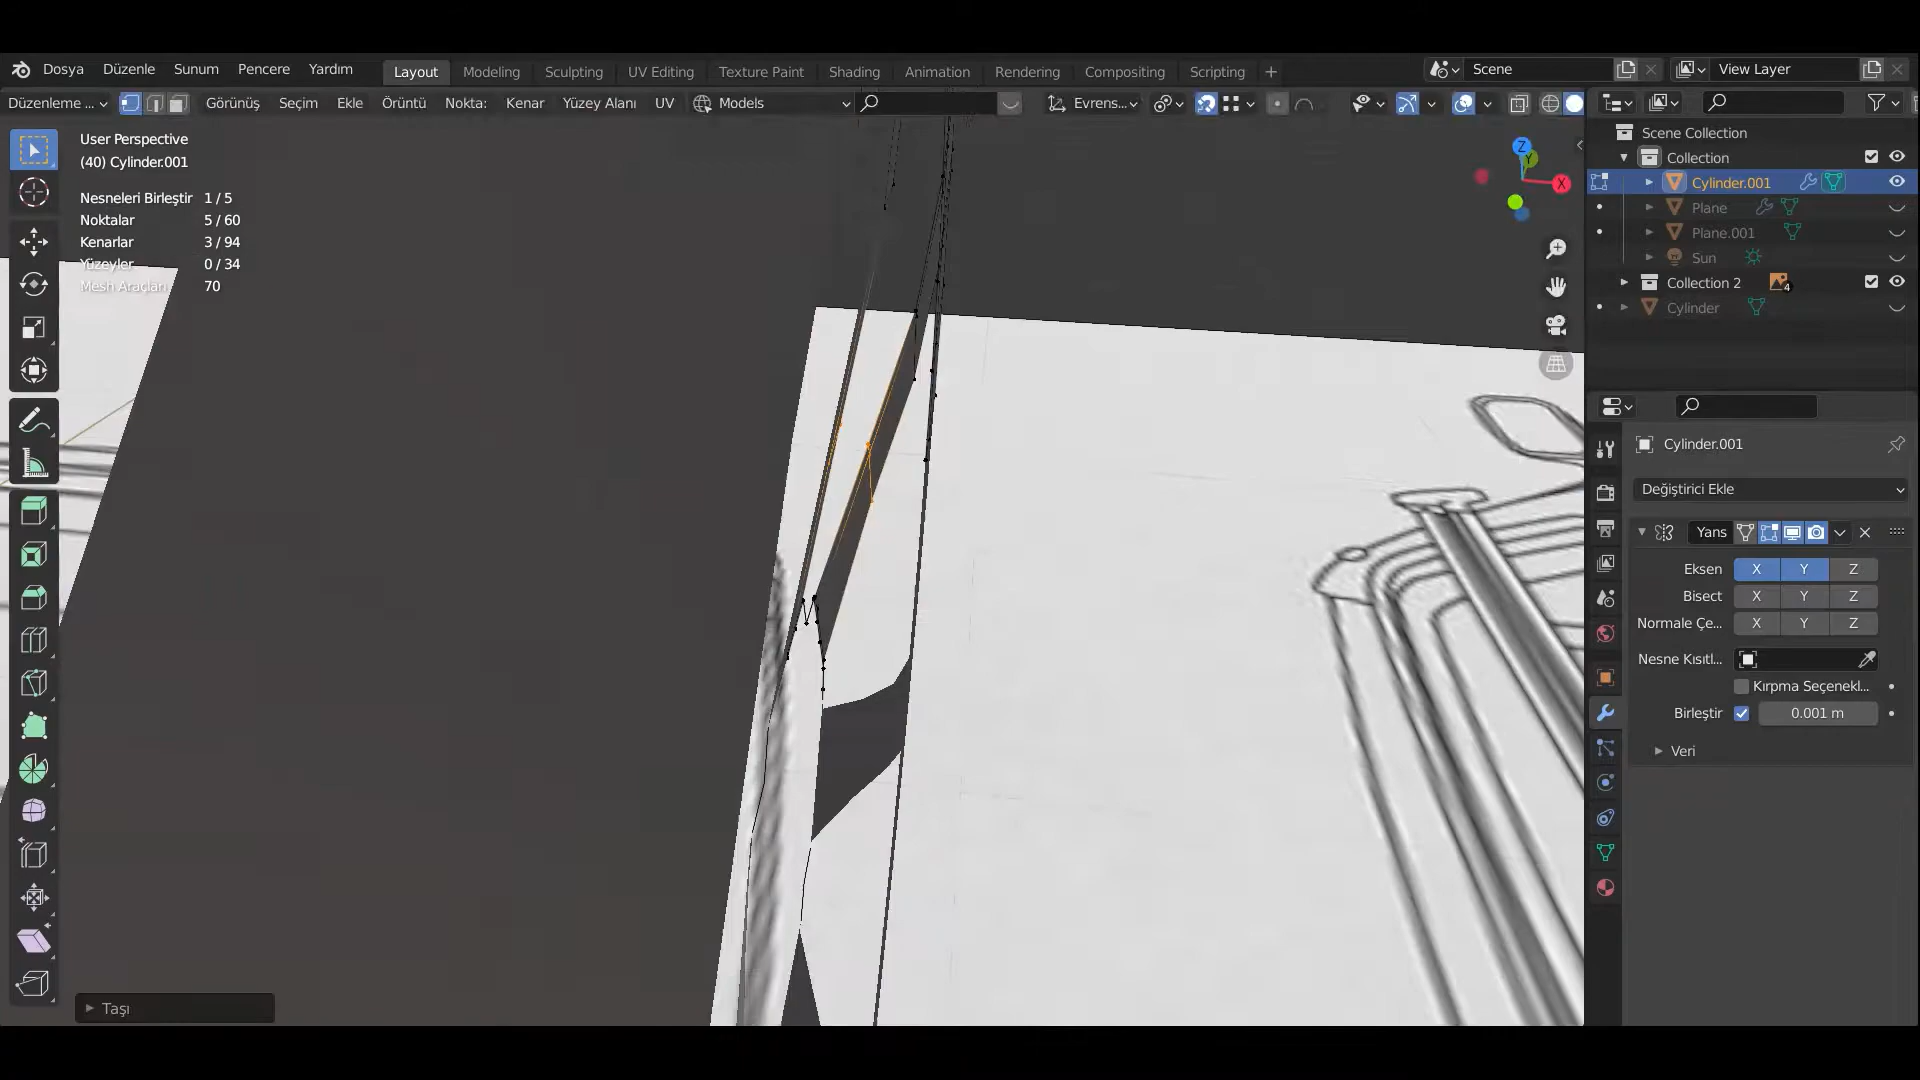 Dosya Düzenle Sunum Pencere Yardım Layout Modeling Sculpting UV Editing Texture Paint Shading Animation Rendering Compositing Scripting + Scene View Layer
Düzenleme ... Görünüş Seçim Ekle Örüntü Nokta: Kenar Yüzey Alanı UV Models Evrens...
User Perspective
(40) Cylinder.001
Nesneleri Birleştir 1 / 5
Noktalar 5 / 60
Kenarlar 3 / 94
Yüzeyler 0 / 34
Mesh Araçları 70
Z
Y
X
Scene Collection
Collection
Cylinder.001
Plane
Plane.001
Sun
Collection 2 4
Cylinder
Cylinder.001
Değiştirici Ekle
Yans
Eksen X Y Z
Bisect X Y Z
Normale Çe... X Y Z
Nesne Kısıtl...
Kırpma Seçenekl...
Birleştir 0.001 m
Veri
Taşı